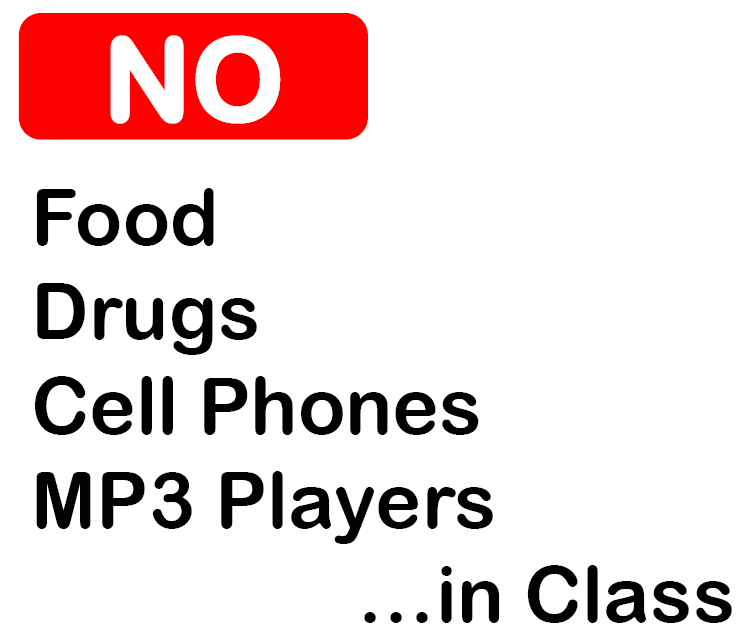 NO
Food
Drugs
Cell Phones
MP3 Players
...in Class